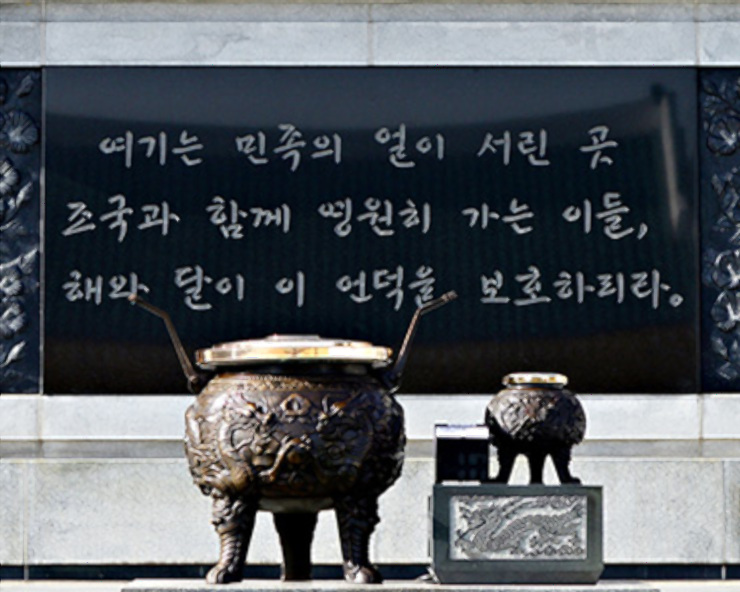 여기는 민족의 얼이 서린 곳
조국과 함께 영원히 가는 이들,
해와 달이 이 언덕을 보호하리라。